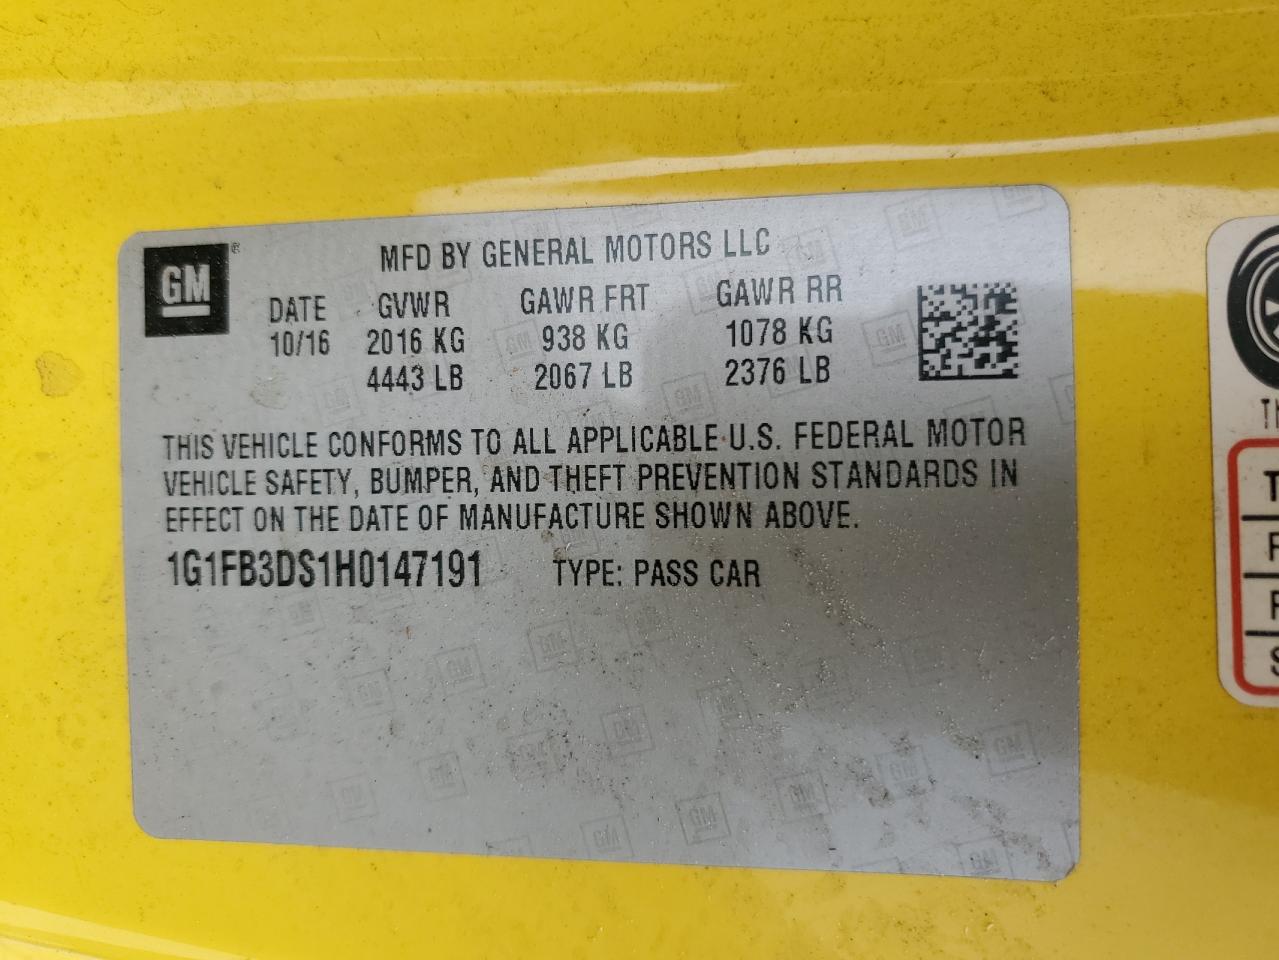 GM
MFD BY GENERAL MOTORS LLC
DATE GVWR GAWR FRT GAWR RR
10/16 2016 KG 938 KG 1078 KG
4443 LB 2067 LB 2376 LB
THIS VEHICLE CONFORMS TO ALL APPLICABLE U.S. FEDERAL MOTOR
VEHICLE SAFETY, BUMPER, AND THEFT PREVENTION STANDARDS IN
EFFECT ON THE DATE OF MANUFACTURE SHOWN ABOVE.
1G1FB3DS1H0147191 TYPE: PASS CAR